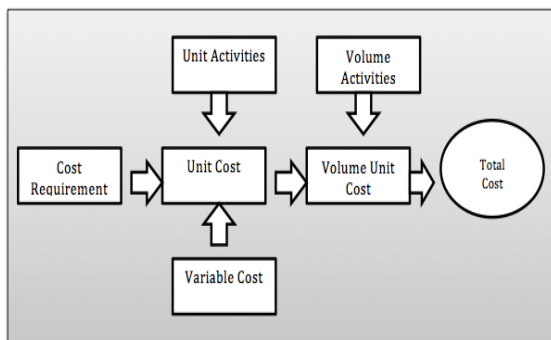 Unit Activities
Volume
Activities
Cost
Requirement
Unit Cost
Volume Unit
Cost
Total
Cost
Variable Cost